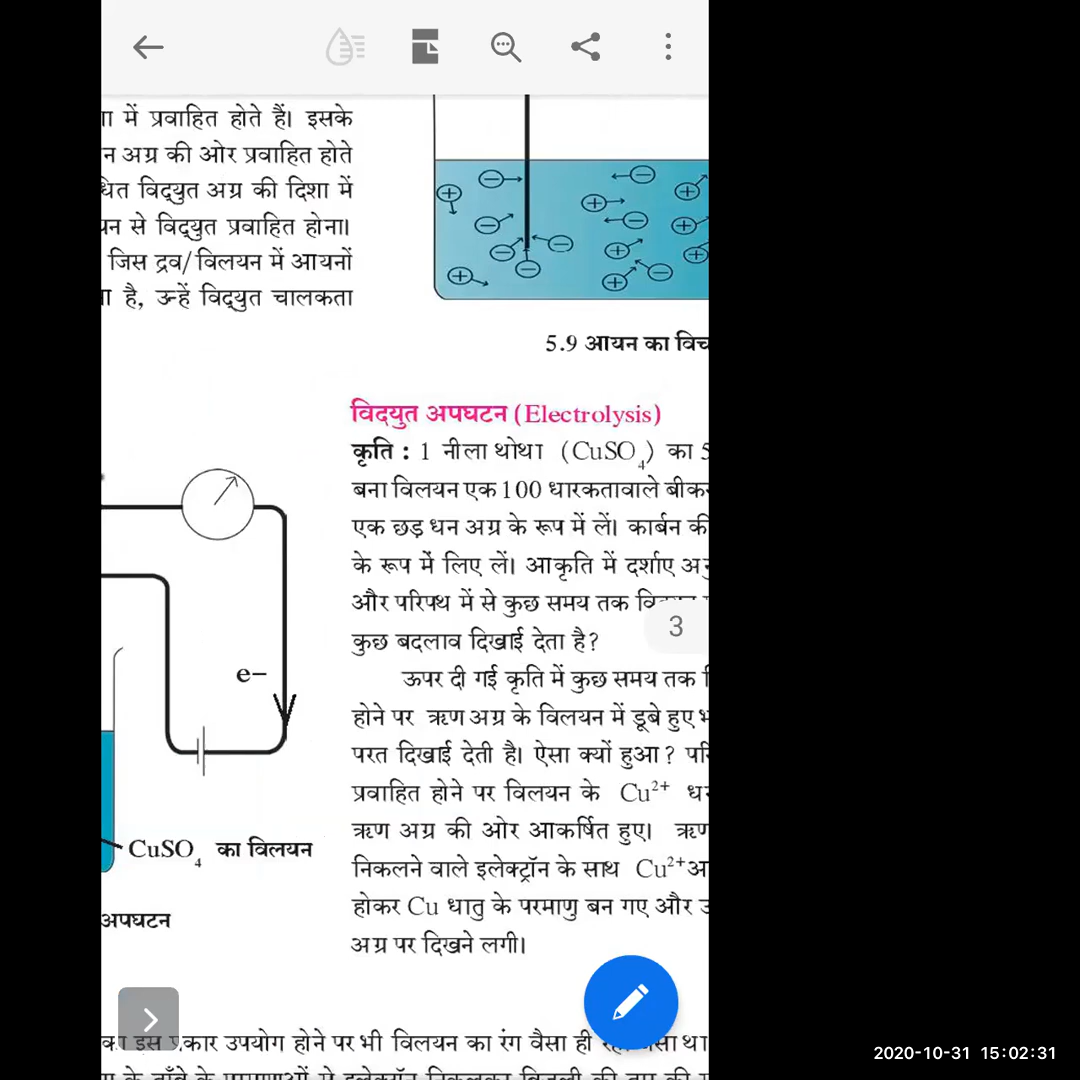 में प्रवाहित होते हैं। इसके
अग्र की ओर प्रवाहित होते
विद्युत अग्र की दिशा में
से विद्युत प्रवाहित होना।
जिस द्रव/विलयन में आयनों
है, उन्हें विद्युत चालकता
5.9 आयन का
विद्युत अपघटन (Electrolysis)
कृति : 1 नीला थोथा (CuSO₄) का 5
बना विलयन एक 100 धारकतावाले
एक छड़ धन अग्र के रूप में लें। कार्बन की
के रूप में लिए लें। आकृति में दर्शाए
और परिपथ में से कुछ समय तक
3
कुछ बदलाव दिखाई देता है?
ऊपर दी गई कृति में कुछ समय तक
होने पर ऋण अग्र के विलयन में डूबे हुए
परत दिखाई देती है। ऐसा क्यों हुआ?
प्रवाहित होने पर विलयन के Cu²⁺
ऋण अग्र की ओर आकर्षित हुए।
निकलने वाले इलेक्ट्रॉन के साथ Cu²⁺
होकर Cu धातु के परमाणु बन गए और
अग्र पर दिखने लगी।
e–
CuSO₄ का विलयन
अपघटन
उपयोग होने पर भी विलयन का रंग वैसा ही
2020-10-31 15:02:31